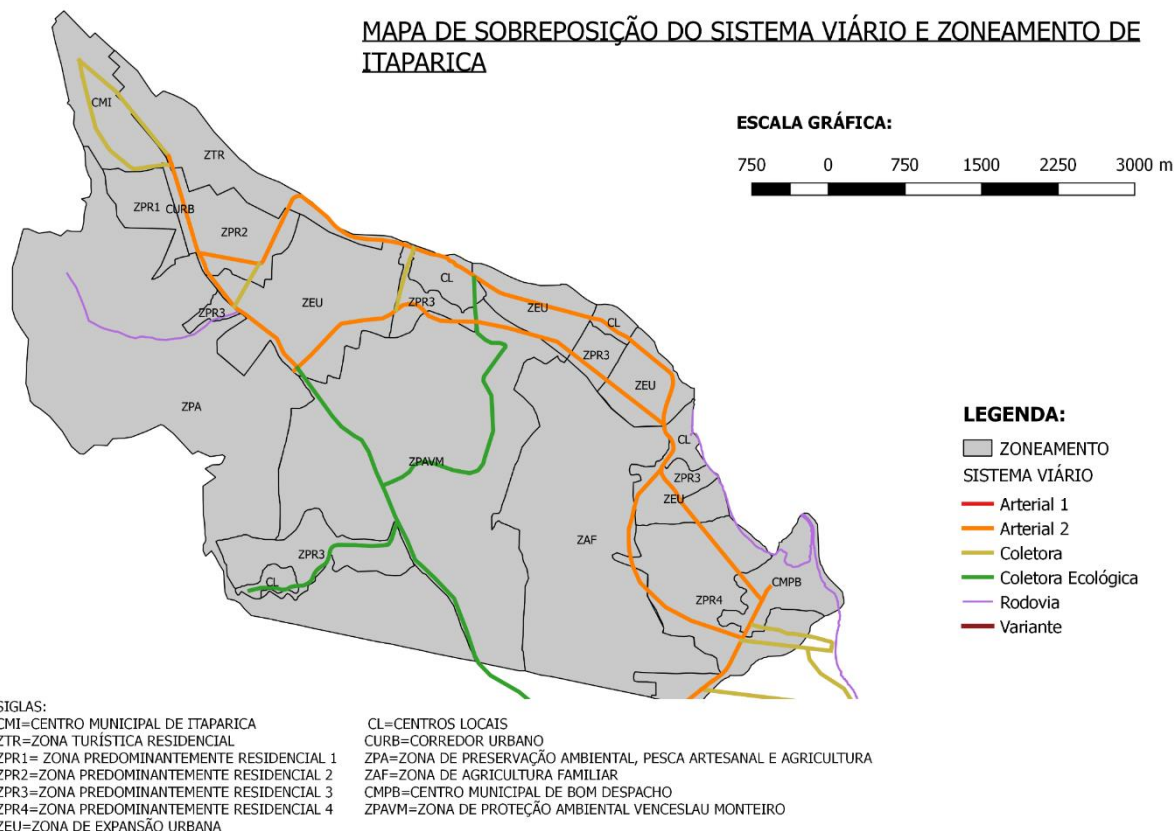 MAPA DE SOBREPOSIÇÃO DO SISTEMA VIÁRIO E ZONEAMENTO DE
ITAPARICA
ESCALA GRÁFICA:
750 0 750 1500 2250 3000 m
CMI
ZTR
ZPR1
CURB
ZPR2
ZPR3
ZEU
CL
ZPR3
ZEU
CL
ZPR3
ZEU
ZPA
CL
ZPAVM
ZPR3
ZEU
ZAF
ZPR3
CL
CMPB
ZPR4
LEGENDA:
ZONEAMENTO
SISTEMA VIÁRIO
Arterial 1
Arterial 2
Coletora
Coletora Ecológica
Rodovia
Variante
SIGLAS:
CMI=CENTRO MUNICIPAL DE ITAPARICA
ZTR=ZONA TURÍSTICA RESIDENCIAL
ZPR1= ZONA PREDOMINANTEMENTE RESIDENCIAL 1
ZPR2=ZONA PREDOMINANTEMENTE RESIDENCIAL 2
ZPR3=ZONA PREDOMINANTEMENTE RESIDENCIAL 3
ZPR4=ZONA PREDOMINANTEMENTE RESIDENCIAL 4
ZEU=ZONA DE EXPANSÃO URBANA
CL=CENTROS LOCAIS
CURB=CORREDOR URBANO
ZPA=ZONA DE PRESERVAÇÃO AMBIENTAL, PESCA ARTESANAL E AGRICULTURA
ZAF=ZONA DE AGRICULTURA FAMILIAR
CMPB=CENTRO MUNICIPAL DE BOM DESPACHO
ZPAVM=ZONA DE PROTEÇÃO AMBIENTAL VENCESLAU MONTEIRO